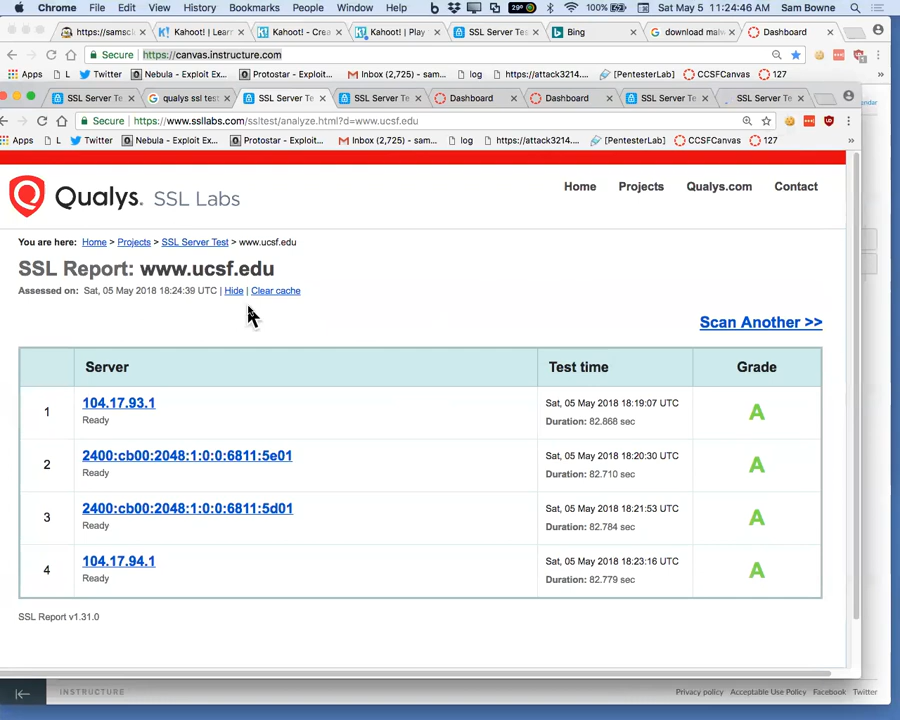 Chrome File Edit View History Bookmarks People Window Help 29° 100% Sat May 5 11:24:46 AM Sam Bowne
https://samscl Kahoot! | Learn Kahoot! - Crea Kahoot! | Play SSL Server Tes Bing download malw Dashboard
Secure https://canvas.instructure.com
Apps L Twitter Nebula - Exploit Ex... Protostar - Exploit... Inbox (2,725) - sam... log https://attack3214.... [PentesterLab] CCSFCanvas 127 »
SSL Server Te qualys ssl test SSL Server Te SSL Server Te Dashboard Dashboard SSL Server Te SSL Server Te
Secure https://www.ssllabs.com/ssltest/analyze.html?d=www.ucsf.edu
Apps L Twitter Nebula - Exploit Ex... Protostar - Exploit... Inbox (2,725) - sam... log https://attack3214.... [PentesterLab] CCSFCanvas 127 »
Qualys. SSL Labs
Home Projects Qualys.com Contact
You are here: Home > Projects > SSL Server Test > www.ucsf.edu
SSL Report: www.ucsf.edu
Assessed on: Sat, 05 May 2018 18:24:39 UTC | Hide | Clear cache
Scan Another >>
Server Test time Grade
1 104.17.93.1 Ready Sat, 05 May 2018 18:19:07 UTC Duration: 82.868 sec A
2 2400:cb00:2048:1:0:0:6811:5e01 Ready Sat, 05 May 2018 18:20:30 UTC Duration: 82.710 sec A
3 2400:cb00:2048:1:0:0:6811:5d01 Ready Sat, 05 May 2018 18:21:53 UTC Duration: 82.784 sec A
4 104.17.94.1 Ready Sat, 05 May 2018 18:23:16 UTC Duration: 82.779 sec A
SSL Report v1.31.0
INSTRUCTURE Privacy policy Acceptable Use Policy Facebook Twitter